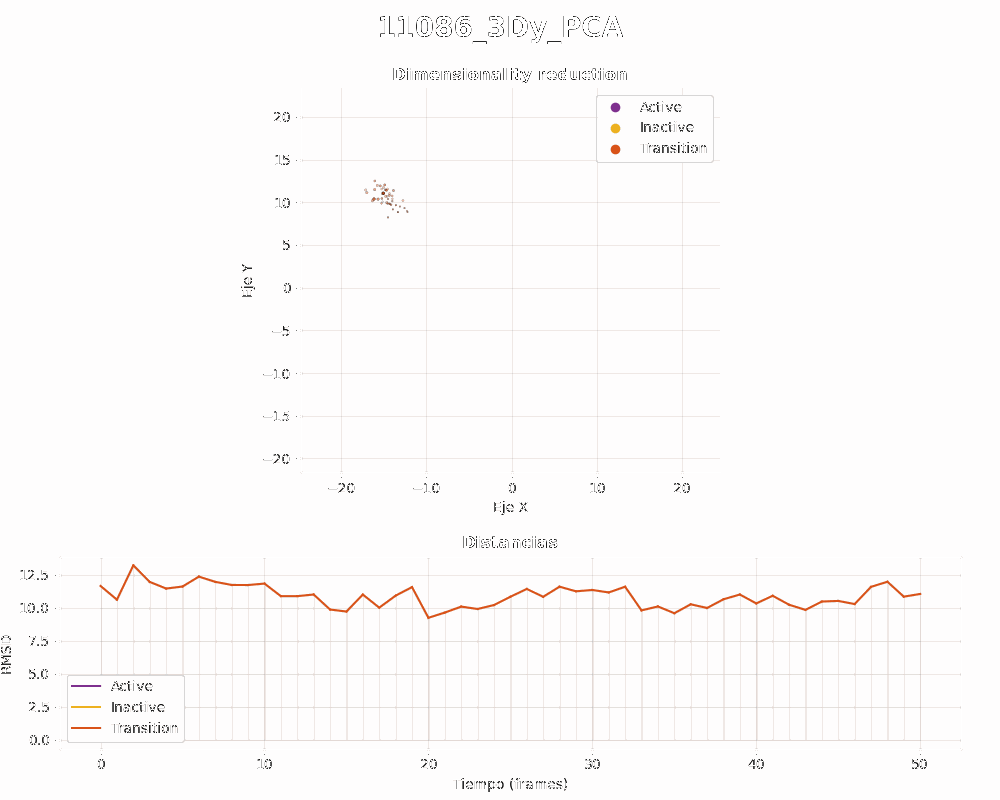 11086_3Dy_PCA
Dimensionality reduction
Active
Inactive
Transition
20
15
10
5
0
−5
−10
−15
−20
Eje Y
−20 −10 0 10 20
Eje X
Distancias
12.5
10.0
7.5
5.0
2.5
0.0
RMSD
Active
Inactive
Transition
0 10 20 30 40 50
Tiempo (frames)